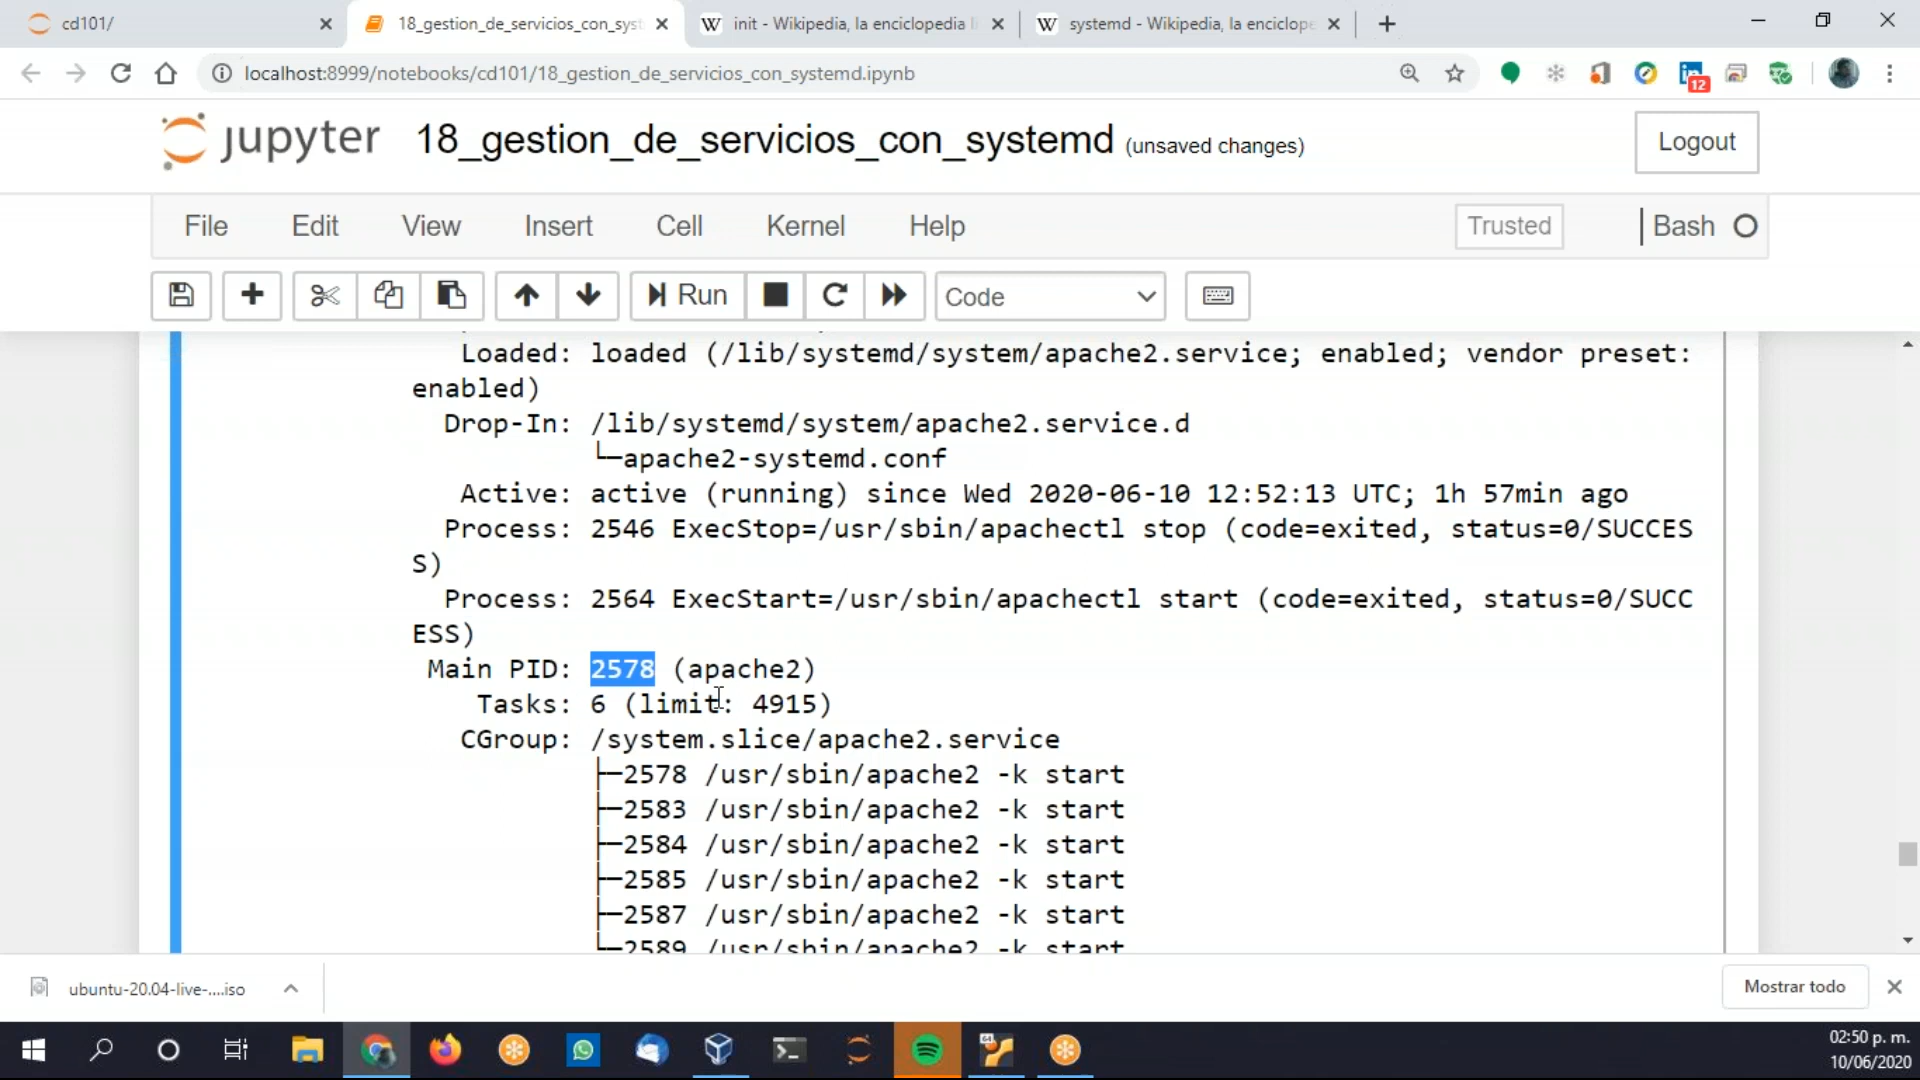 cd101/
18_gestion_de_servicios_con_syst
init - Wikipedia, la enciclopedia l
systemd - Wikipedia, la enciclope
localhost:8999/notebooks/cd101/18_gestion_de_servicios_con_systemd.ipynb
12
jupyter 18_gestion_de_servicios_con_systemd (unsaved changes)
Logout
File Edit View Insert Cell Kernel Help
Trusted
Bash
Run
Code
Loaded: loaded (/lib/systemd/system/apache2.service; enabled; vendor preset:
enabled)
Drop-In: /lib/systemd/system/apache2.service.d
└─apache2-systemd.conf
Active: active (running) since Wed 2020-06-10 12:52:13 UTC; 1h 57min ago
Process: 2546 ExecStop=/usr/sbin/apachectl stop (code=exited, status=0/SUCCES
S)
Process: 2564 ExecStart=/usr/sbin/apachectl start (code=exited, status=0/SUCC
ESS)
Main PID: 2578 (apache2)
Tasks: 6 (limit: 4915)
CGroup: /system.slice/apache2.service
├─2578 /usr/sbin/apache2 -k start
├─2583 /usr/sbin/apache2 -k start
├─2584 /usr/sbin/apache2 -k start
├─2585 /usr/sbin/apache2 -k start
├─2587 /usr/sbin/apache2 -k start
└─2589 /usr/sbin/apache2 -k start
ubuntu-20.04-live-....iso
Mostrar todo
02:50 p. m.
10/06/2020